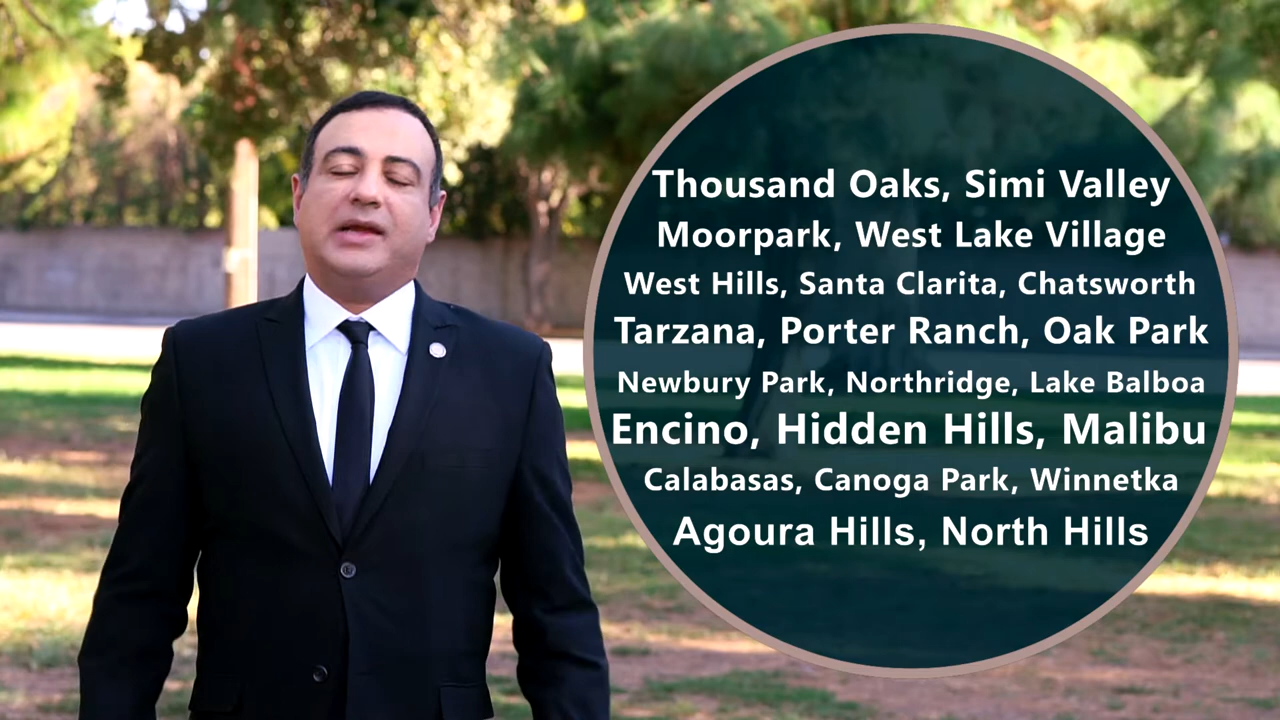 Thousand Oaks, Simi Valley
Moorpark, West Lake Village
West Hills, Santa Clarita, Chatsworth
Tarzana, Porter Ranch, Oak Park
Newbury Park, Northridge, Lake Balboa
Encino, Hidden Hills, Malibu
Calabasas, Canoga Park, Winnetka
Agoura Hills, North Hills